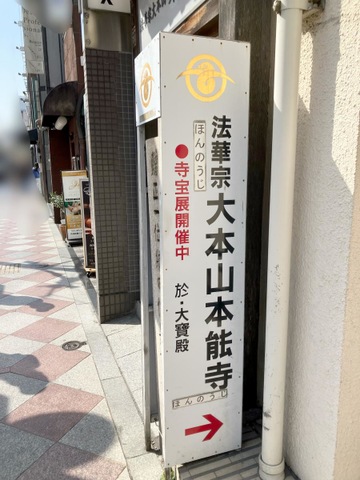 法華宗大本山本能寺
ほんのうじ
●寺宝展開催中
於・大寶殿
ほんのうじ